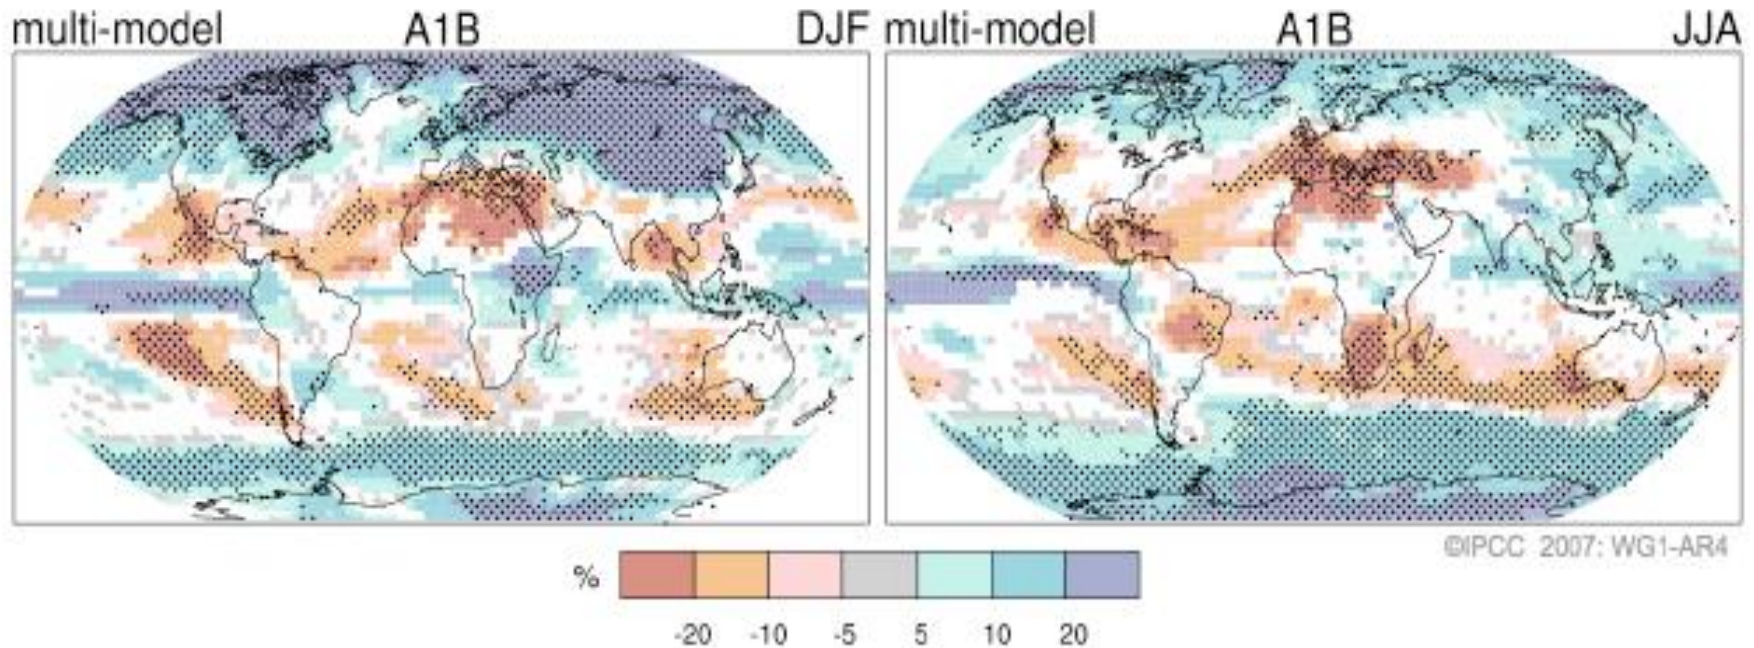 multi-model A1B DJF
multi-model A1B JJA
©IPCC 2007: WG1-AR4
%
-20 -10 -5 5 10 20